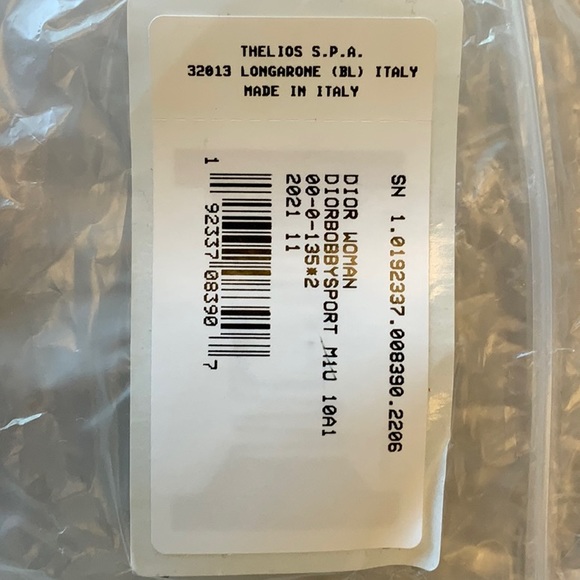 THELIOS S.P.A.
32013 LONGARONE (BL) ITALY
MADE IN ITALY
SN 1.0192337.008390.2206
DIOR WOMAN
DIORBOBBYSPORT M1U 10A1
00-0-135*2
2021 11
1 92337 08390 7